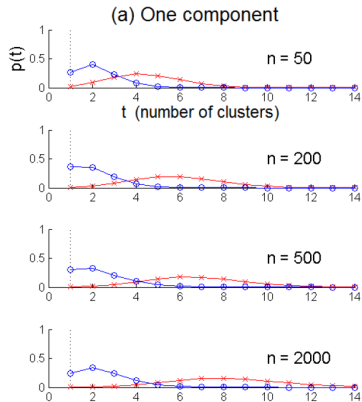 (a) One component
p(t)
1
0.5
0
n = 50
0 2 4 6 8 10 12 14
t (number of clusters)
1
0.5
0
n = 200
0 2 4 6 8 10 12 14
1
0.5
0
n = 500
0 2 4 6 8 10 12 14
1
0.5
0
n = 2000
0 2 4 6 8 10 12 14